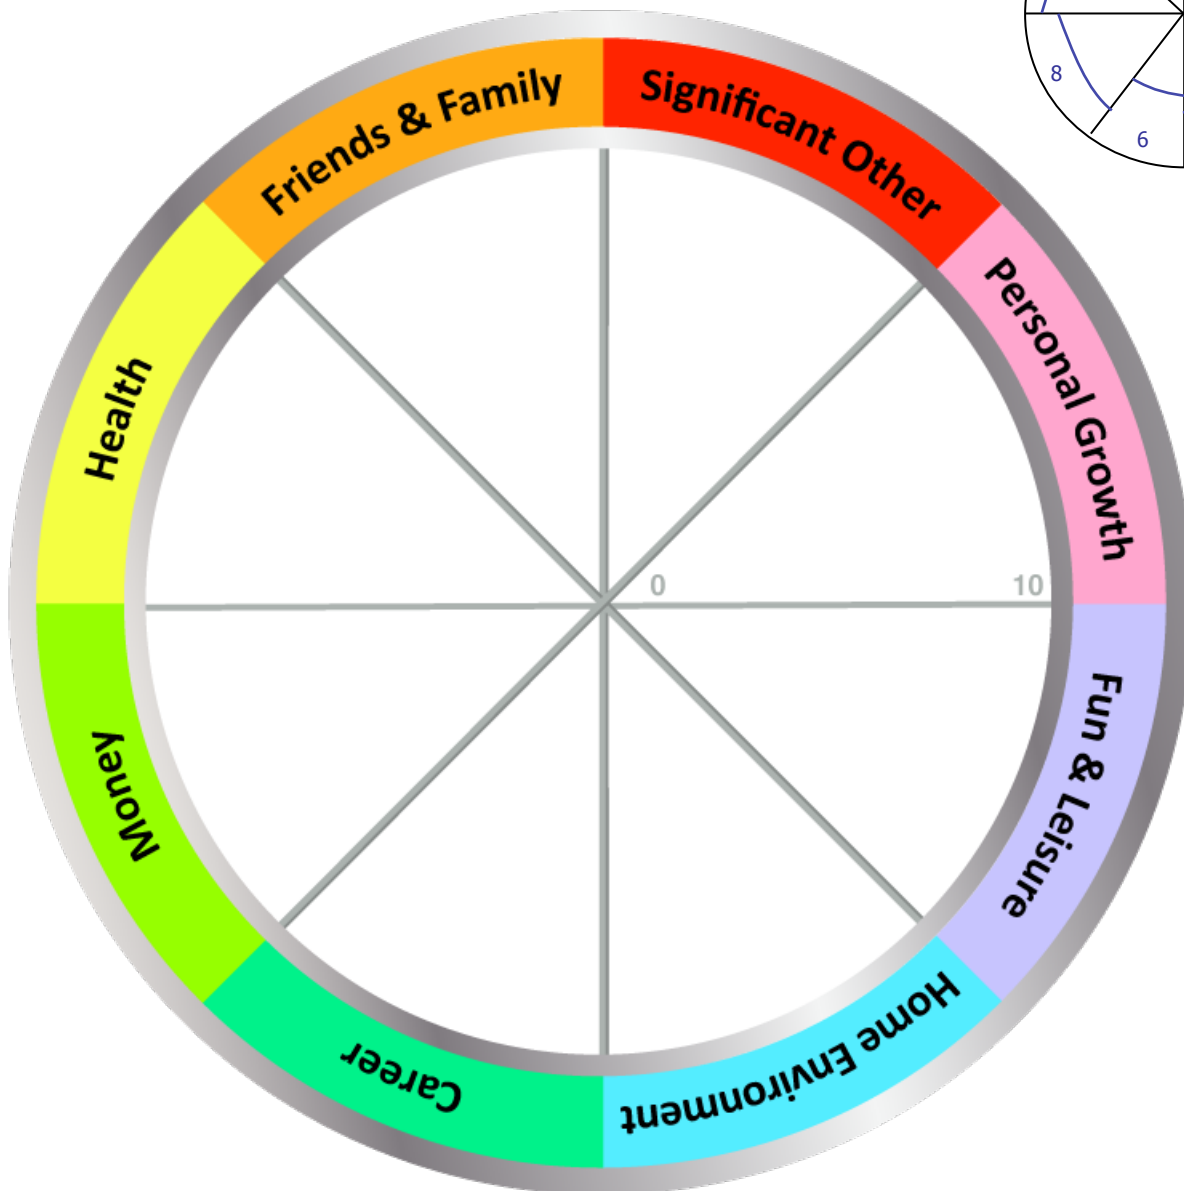 Friends & Family
Significant Other
Personal Growth
Fun & Leisure
Home Environment
Career
Money
Health
0
10
8
6